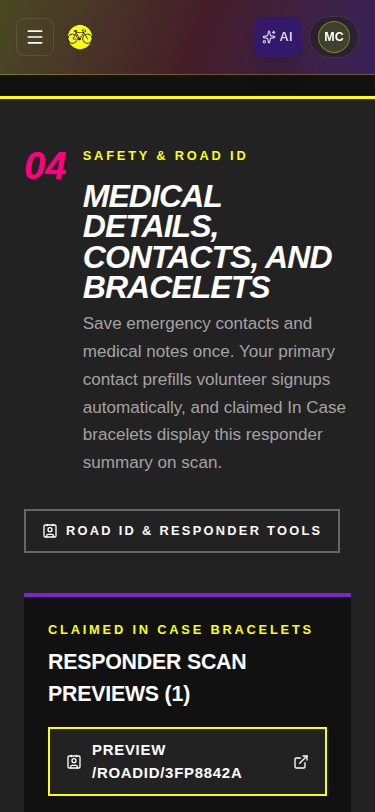 AI
MC
04
SAFETY & ROAD ID
MEDICAL
DETAILS,
CONTACTS, AND
BRACELETS
Save emergency contacts and
medical notes once. Your primary
contact prefills volunteer signups
automatically, and claimed In Case
bracelets display this responder
summary on scan.
ROAD ID & RESPONDER TOOLS
CLAIMED IN CASE BRACELETS
RESPONDER SCAN
PREVIEWS (1)
PREVIEW
/ROADID/3FP8842A